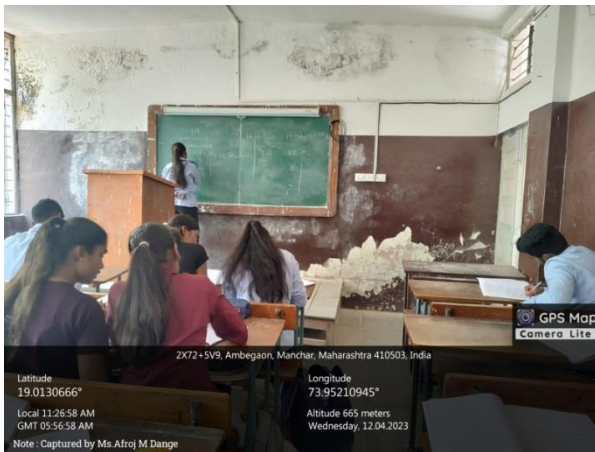 GPS Map
Camera Lite
2X72+5V9, Ambegaon, Manchar, Maharashtra 410503, India
Latitude
19.0130666°
Longitude
73.95210945°
Local 11:26:58 AM
GMT 05:56:58 AM
Altitude 665 meters
Wednesday, 12.04.2023
Note : Captured by Ms.Afroj M Dange